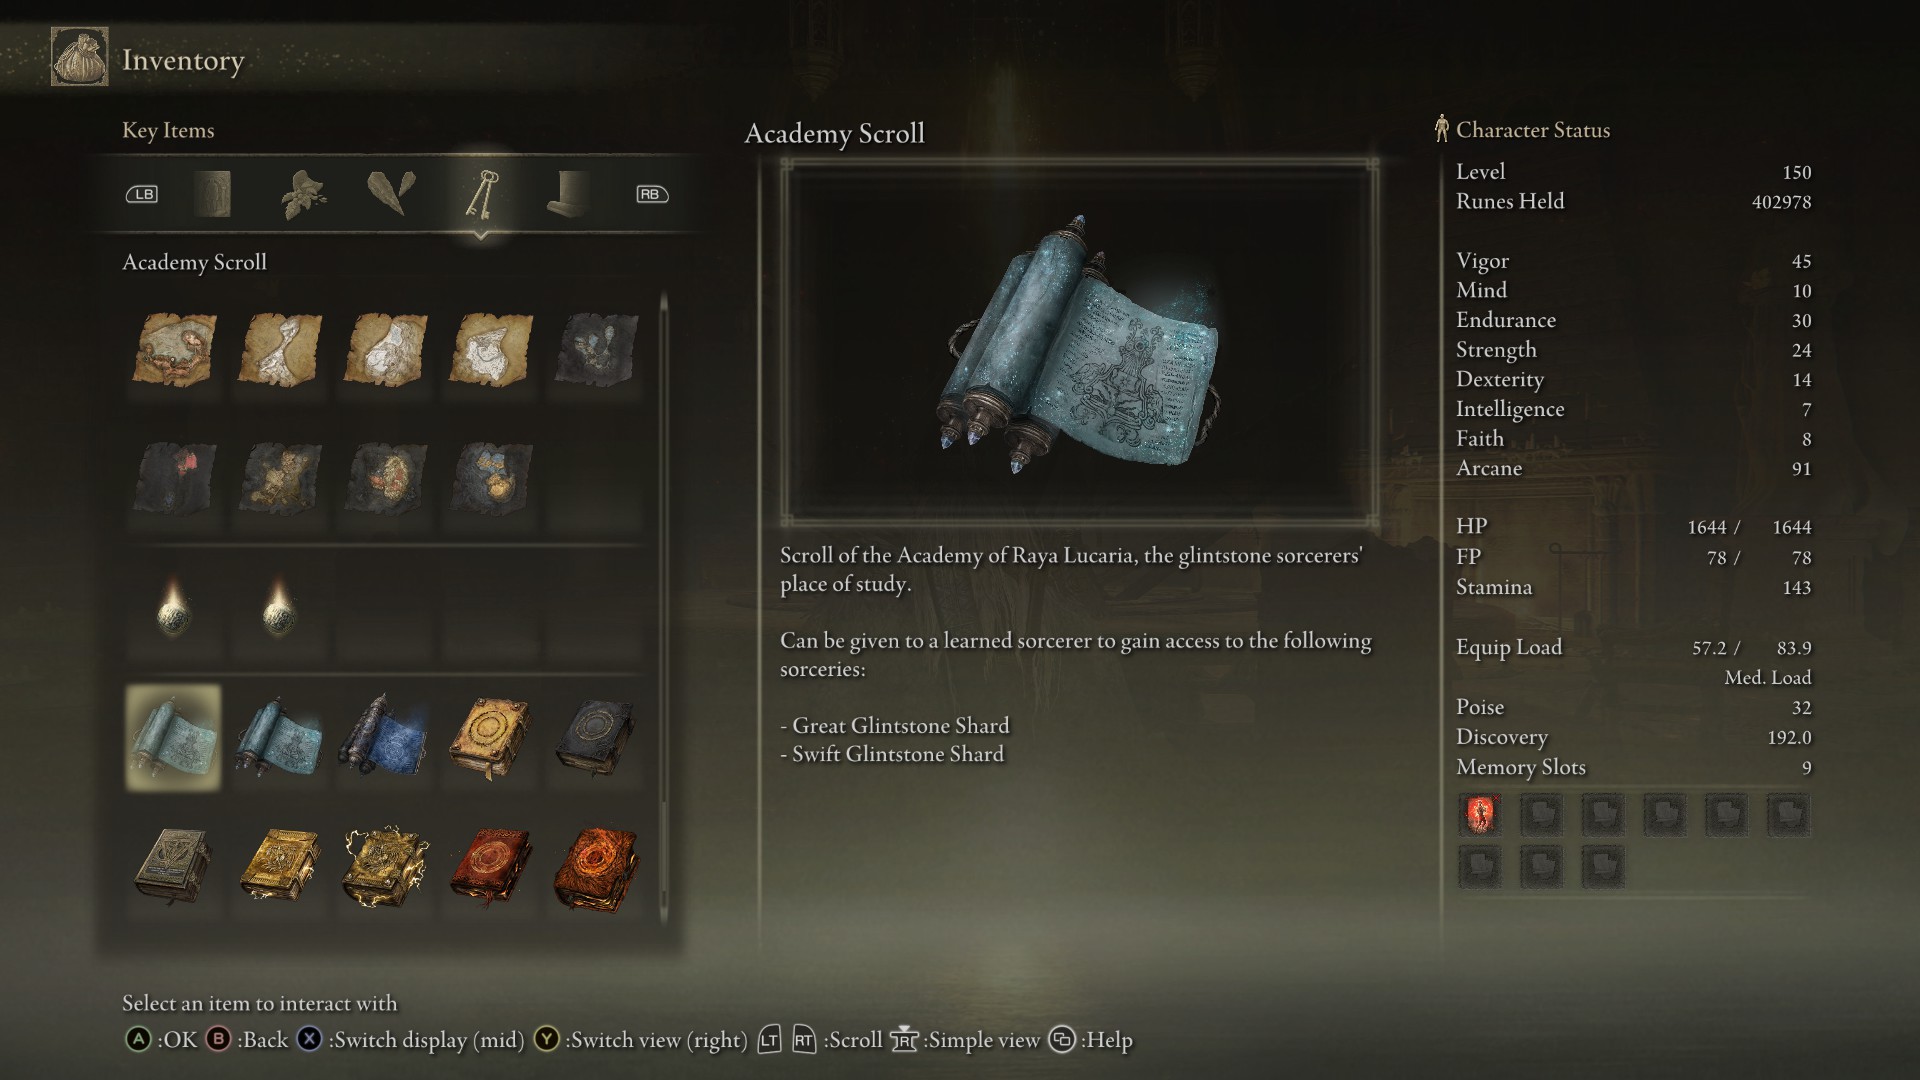 Inventory
Key Items
LB
RB
Academy Scroll
Academy Scroll
Scroll of the Academy of Raya Lucaria, the glintstone sorcerers'
place of study.
Can be given to a learned sorcerer to gain access to the following
sorceries:
- Great Glintstone Shard
- Swift Glintstone Shard
Character Status
Level 150
Runes Held 402978
Vigor 45
Mind 10
Endurance 30
Strength 24
Dexterity 14
Intelligence 7
Faith 8
Arcane 91
HP 1644 / 1644
FP 78 / 78
Stamina 143
Equip Load 57.2 / 83.9
Med. Load
Poise 32
Discovery 192.0
Memory Slots 9
Select an item to interact with
A :OK B :Back X :Switch display (mid) Y :Switch view (right) LT RT :Scroll R :Simple view :Help